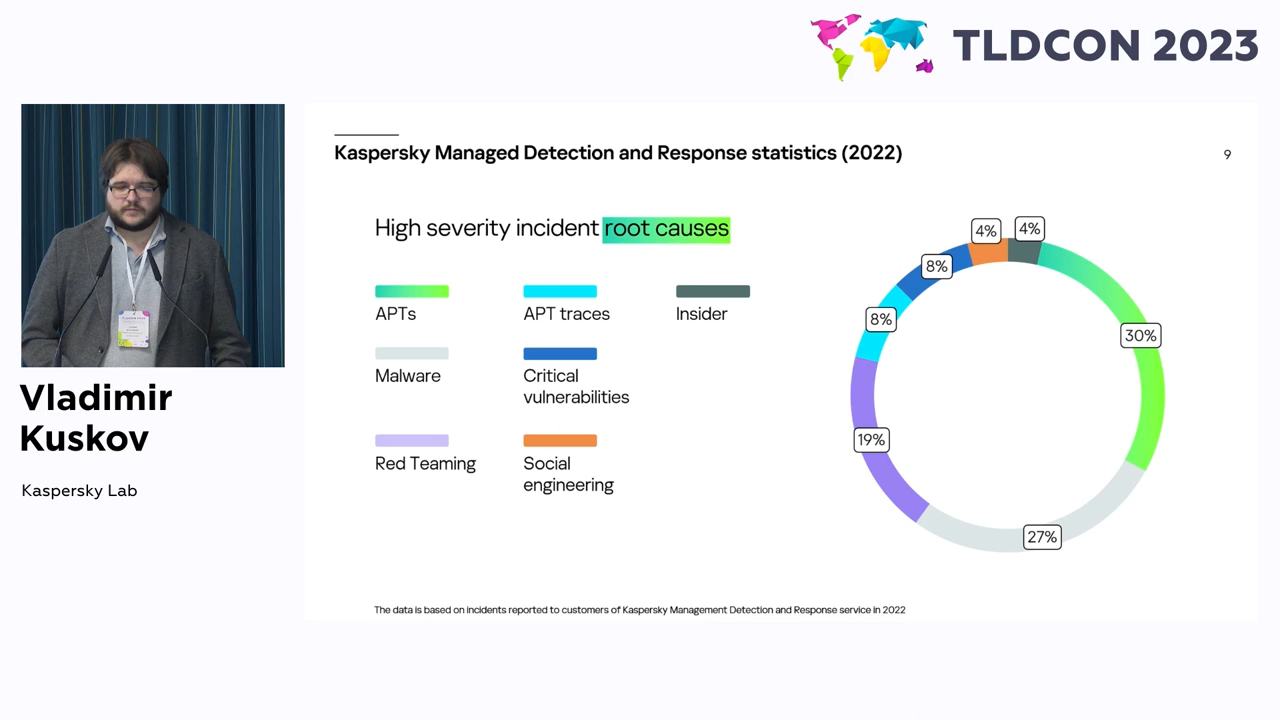 TLDCON 2023
Kaspersky Managed Detection and Response statistics (2022)
9
High severity incident root causes
APTs
APT traces
Insider
Malware
Critical
vulnerabilities
Red Teaming
Social
engineering
4%
4%
8%
30%
8%
19%
27%
The data is based on incidents reported to customers of Kaspersky Management Detection and Response service in 2022
Vladimir
Kuskov
Kaspersky Lab